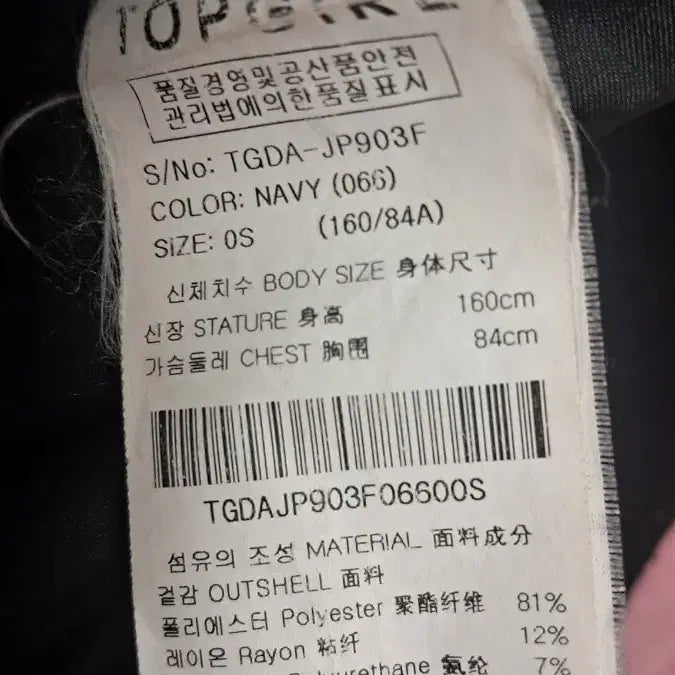 TOPGIRL
품질경영및공산품안전
관리법에의한품질표시
S/No: TGDA-JP903F
COLOR: NAVY (066)
SiZE: 0S (160/84A)
신체치수 BODY SIZE 身体尺寸
신장 STATURE 身高 160cm
가슴둘레 CHEST 胸围 84cm
TGDAJP903F06600S
섬유의 조성 MATERIAL 面料成分
겉감 OUTSHELL 面料
폴리에스터 Polyester 聚酯纤维 81%
레이온 Rayon 粘纤 12%
氨纶 7%